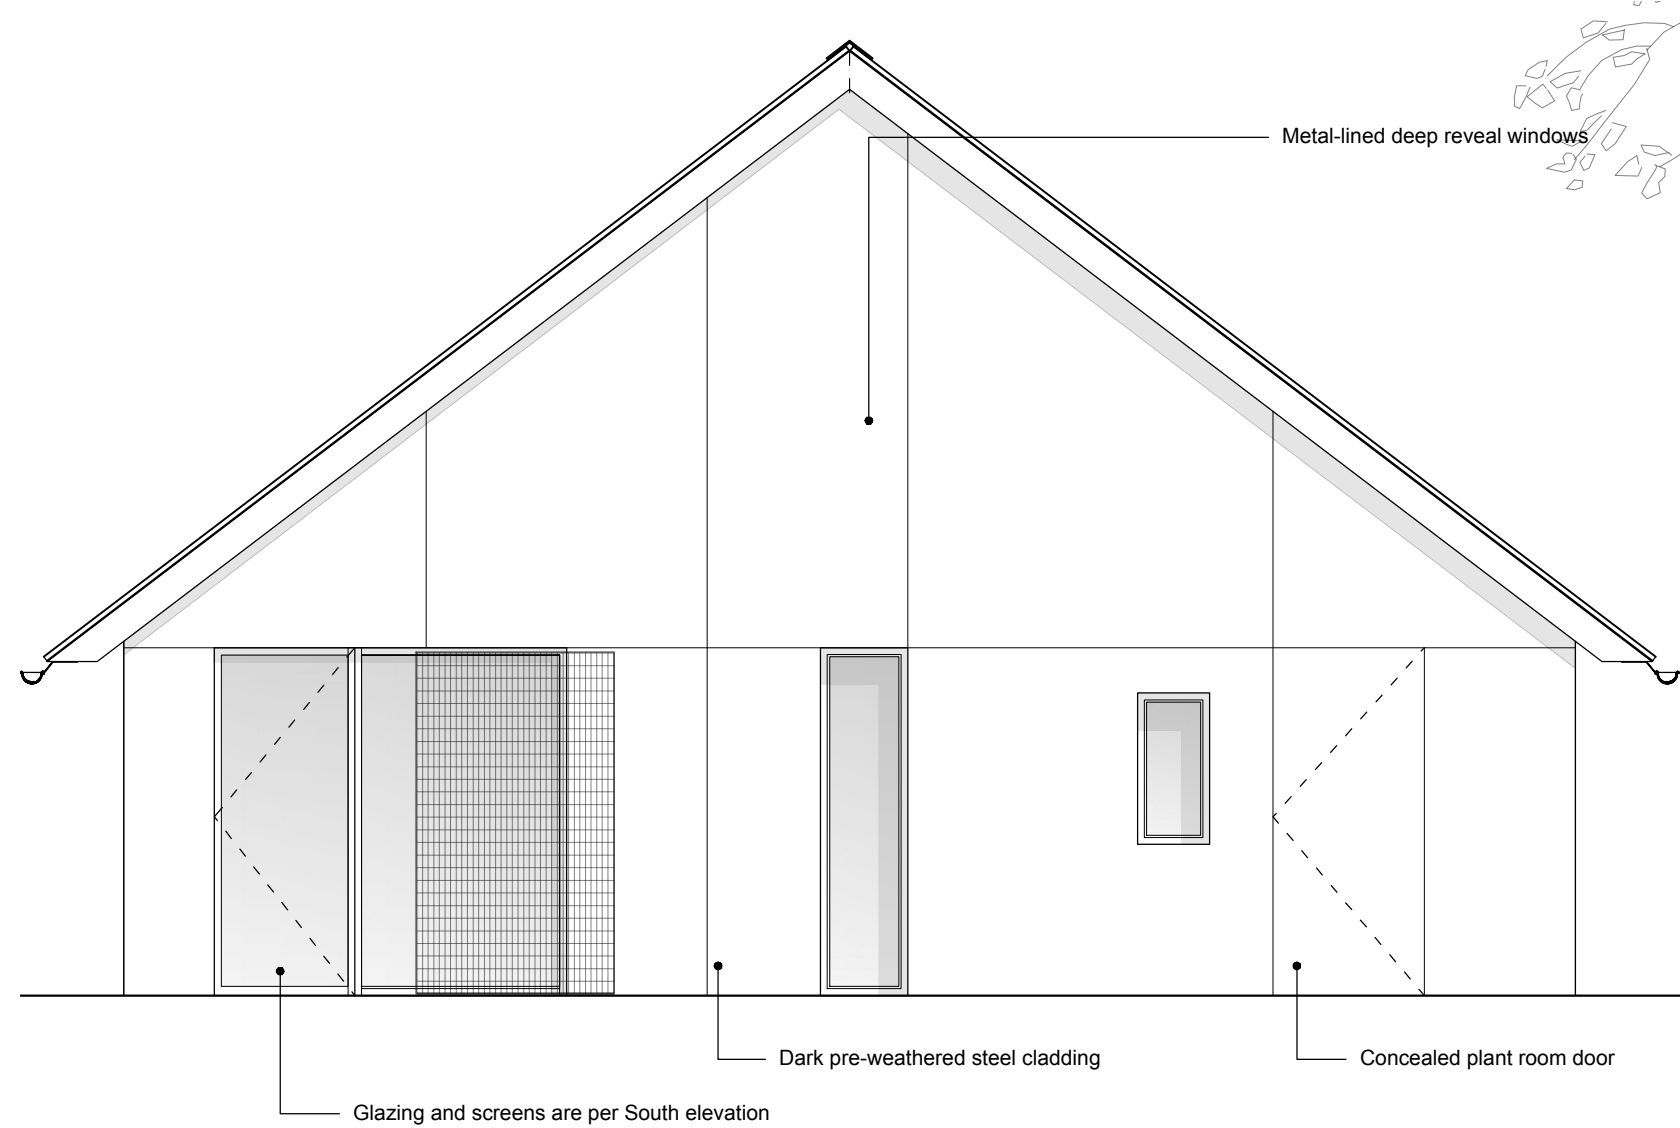 Metal-lined deep reveal windows
Dark pre-weathered steel cladding
Concealed plant room door
Glazing and screens are per South elevation